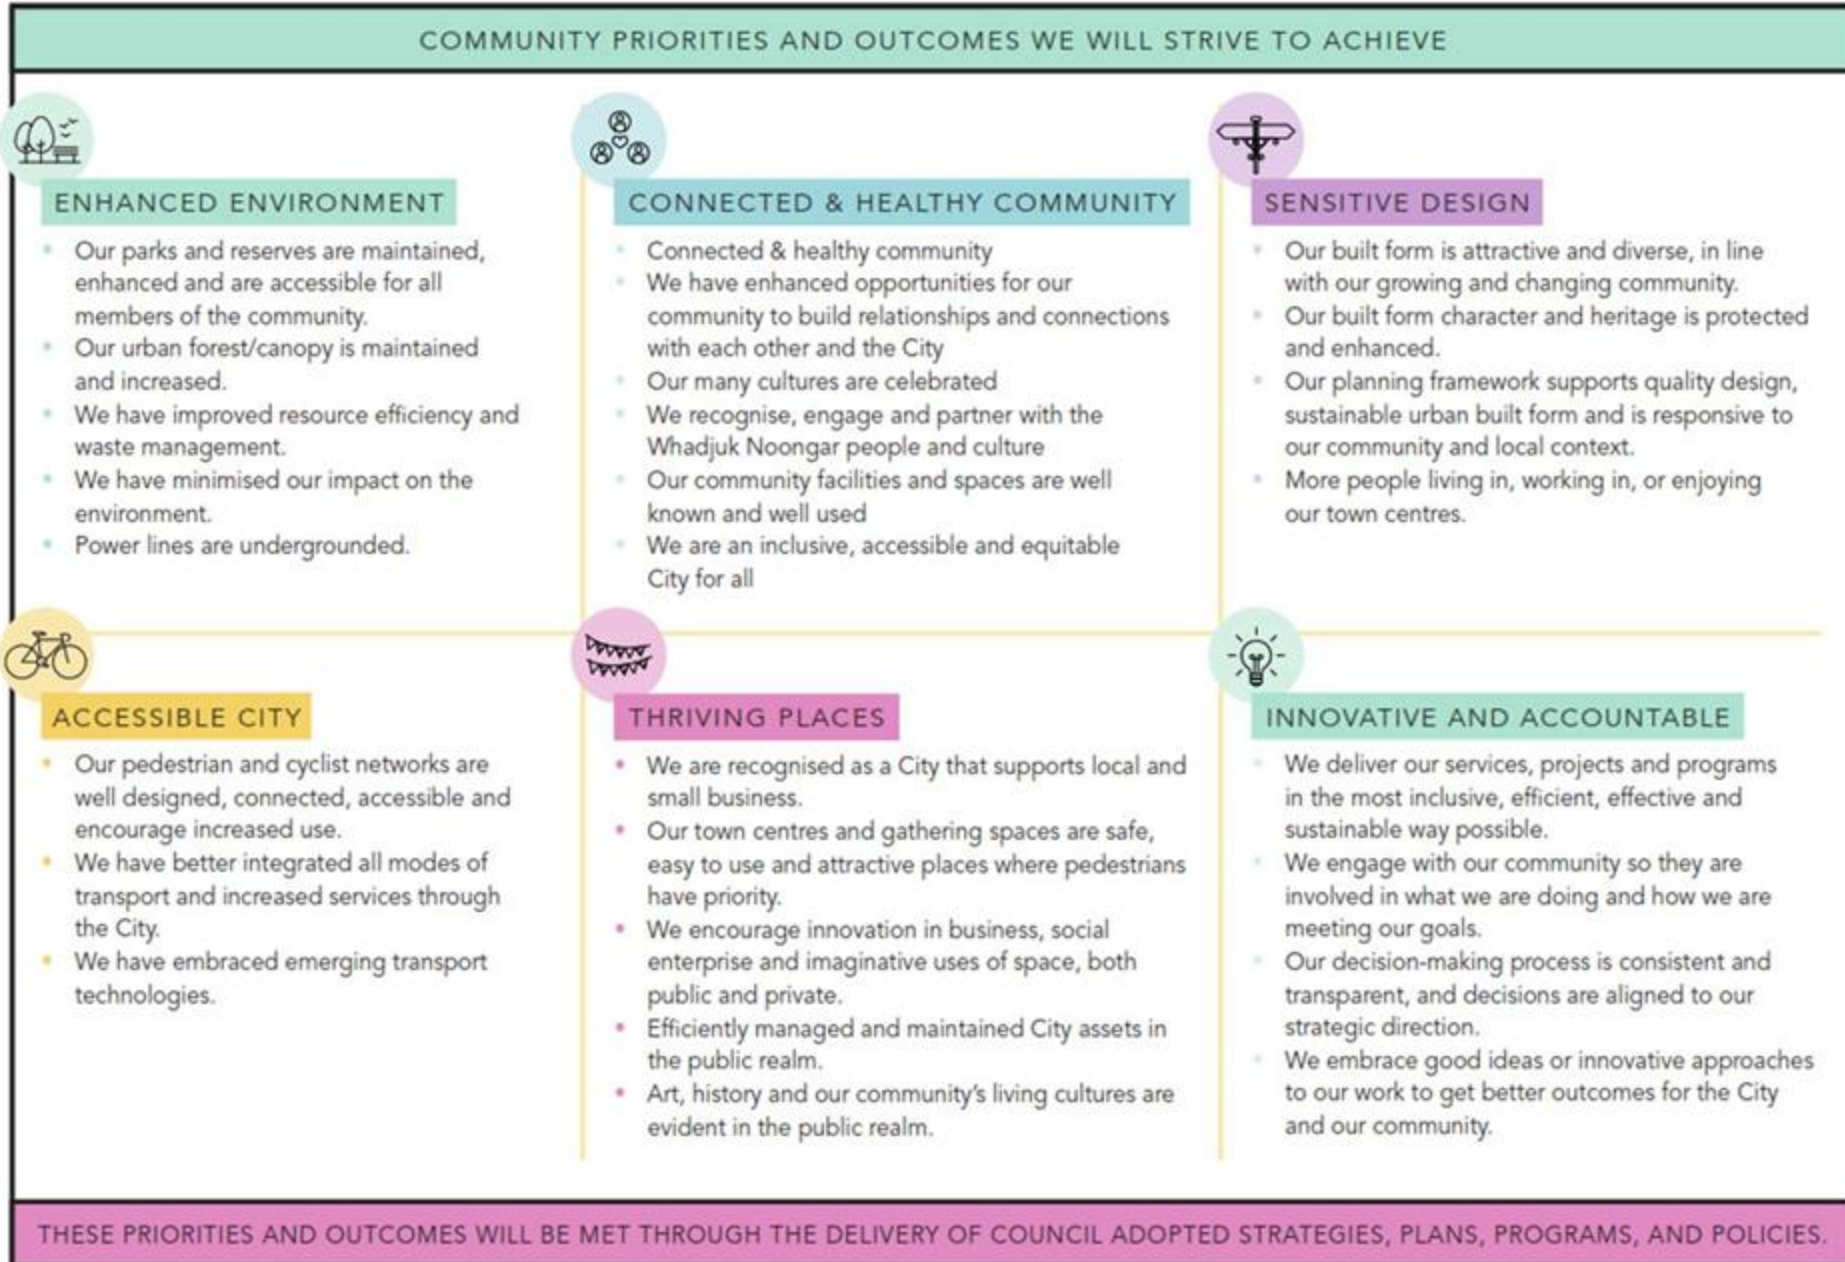 COMMUNITY PRIORITIES AND OUTCOMES WE WILL STRIVE TO ACHIEVE
ENHANCED ENVIRONMENT
Our parks and reserves are maintained,
enhanced and are accessible for all
members of the community.
Our urban forest/canopy is maintained
and increased.
We have improved resource efficiency and
waste management.
We have minimised our impact on the
environment.
Power lines are undergrounded.
CONNECTED & HEALTHY COMMUNITY
Connected & healthy community
We have enhanced opportunities for our
community to build relationships and connections
with each other and the City
Our many cultures are celebrated
We recognise, engage and partner with the
Whadjuk Noongar people and culture
Our community facilities and spaces are well
known and well used
We are an inclusive, accessible and equitable
City for all
SENSITIVE DESIGN
Our built form is attractive and diverse, in line
with our growing and changing community.
Our built form character and heritage is protected
and enhanced.
Our planning framework supports quality design,
sustainable urban built form and is responsive to
our community and local context.
More people living in, working in, or enjoying
our town centres.
ACCESSIBLE CITY
Our pedestrian and cyclist networks are
well designed, connected, accessible and
encourage increased use.
We have better integrated all modes of
transport and increased services through
the City.
We have embraced emerging transport
technologies.
THRIVING PLACES
We are recognised as a City that supports local and
small business.
Our town centres and gathering spaces are safe,
easy to use and attractive places where pedestrians
have priority.
We encourage innovation in business, social
enterprise and imaginative uses of space, both
public and private.
Efficiently managed and maintained City assets in
the public realm.
Art, history and our community's living cultures are
evident in the public realm.
INNOVATIVE AND ACCOUNTABLE
We deliver our services, projects and programs
in the most inclusive, efficient, effective and
sustainable way possible.
We engage with our community so they are
involved in what we are doing and how we are
meeting our goals.
Our decision-making process is consistent and
transparent, and decisions are aligned to our
strategic direction.
We embrace good ideas or innovative approaches
to our work to get better outcomes for the City
and our community.
THESE PRIORITIES AND OUTCOMES WILL BE MET THROUGH THE DELIVERY OF COUNCIL ADOPTED STRATEGIES, PLANS, PROGRAMS, AND POLICIES.